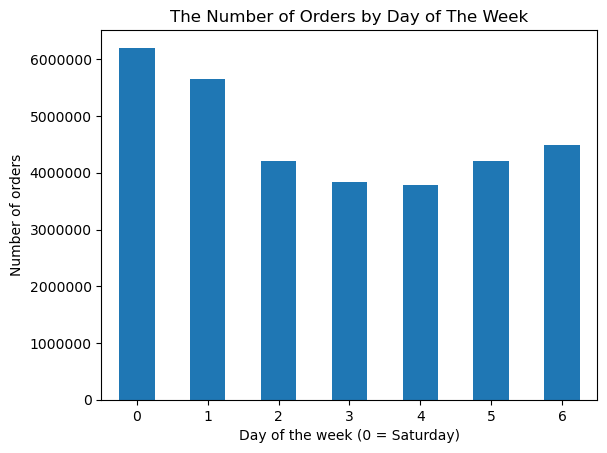 The Number of Orders by Day of The Week
Number of orders
6000000
5000000
4000000
3000000
2000000
1000000
0
0 1 2 3 4 5 6
Day of the week (0 = Saturday)